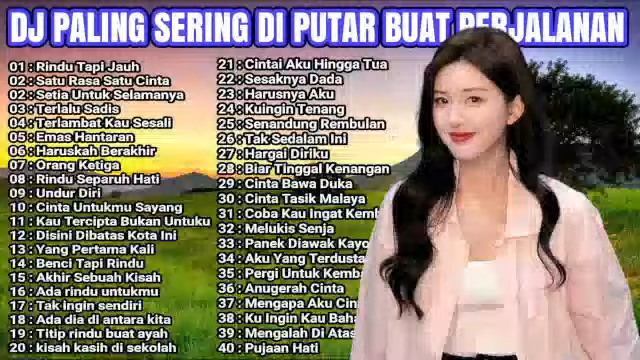 DJ PALING SERING DI PUTAR BUAT PERJALANAN
01 : Rindu Tapi Jauh
02 : Satu Rasa Satu Cinta
02 : Setia Untuk Selamanya
03 : Terlalu Sadis
04 : Terlambat Kau Sesali
05 : Emas Hantaran
06 : Haruskah Berakhir
07 : Orang Ketiga
08 : Rindu Separuh Hati
09 : Undur Diri
10 : Cinta Untukmu Sayang
11 : Kau Tercipta Bukan Untuku
12 : Disini Dibatas Kota Ini
13 : Yang Pertama Kali
14 : Benci Tapi Rindu
15 : Akhir Sebuah Kisah
16 : Ada rindu untukmu
17 : Tak ingin sendiri
18 : Ada dia di antara kita
19 : Titip rindu buat ayah
20 : kisah kasih di sekolah
21 : Cintai Aku Hingga Tua
22 : Sesaknya Dada
23 : Harusnya Aku
24 : Kuingin Tenang
25 : Senandung Rembulan
26 : Tak Sedalam Ini
27 : Hargai Diriku
28 : Biar Tinggal Kenangan
29 : Cinta Bawa Duka
30 : Cinta Tasik Malaya
31 : Coba Kau Ingat Kemb
32 : Melukis Senja
33 : Panek Diawak Kayo
34 : Aku Yang Terdusta
35 : Pergi Untuk Kemba
36 : Anugerah Cinta
37 : Mengapa Aku Cin
38 : Ku Ingin Kau Baha
39 : Mengalah Di Atas
40 : Pujaan Hati